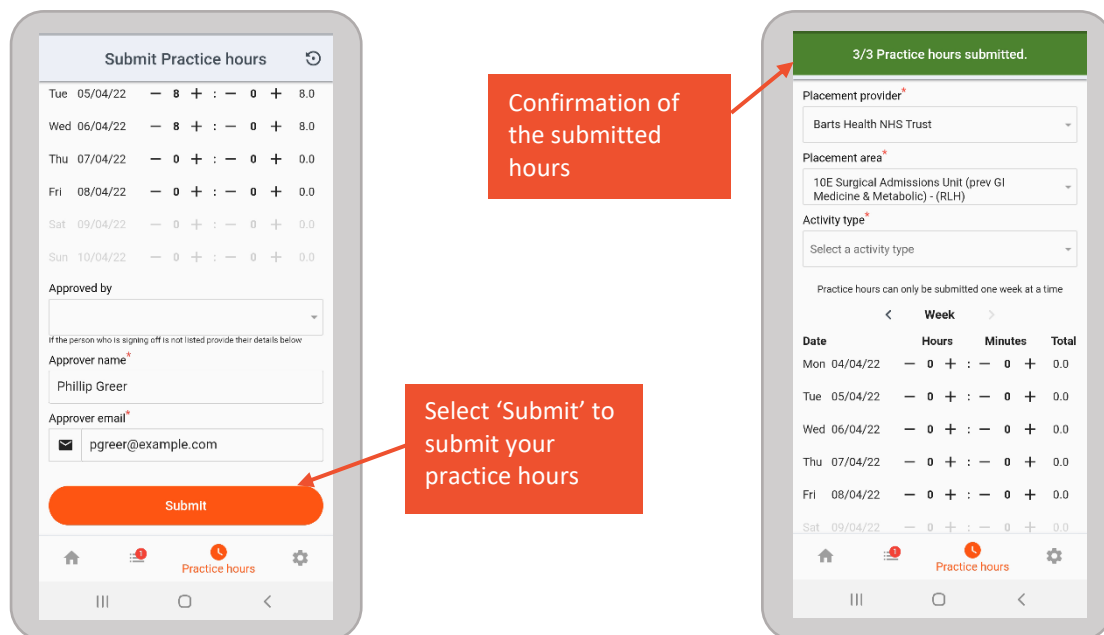 Submit Practice hours
Tue 05/04/22 — 8 + : — 0 + 8.0
Wed 06/04/22 — 8 + : — 0 + 8.0
Thu 07/04/22 — 0 + : — 0 + 0.0
Fri 08/04/22 — 0 + : — 0 + 0.0
Sat 09/04/22 — 0 + : — 0 + 0.0
Sun 10/04/22 — 0 + : — 0 + 0.0
Approved by
If the person who is signing off is not listed provide their details below
Approver name*
Phillip Greer
Approver email*
pgreer@example.com
Submit
1
Practice hours
Confirmation of
the submitted
hours
Select ‘Submit’ to
submit your
practice hours
3/3 Practice hours submitted.
Placement provider*
Barts Health NHS Trust
Placement area*
10E Surgical Admissions Unit (prev GI
Medicine & Metabolic) - (RLH)
Activity type*
Select a activity type
Practice hours can only be submitted one week at a time
< Week >
Date Hours Minutes Total
Mon 04/04/22 — 0 + : — 0 + 0.0
Tue 05/04/22 — 0 + : — 0 + 0.0
Wed 06/04/22 — 0 + : — 0 + 0.0
Thu 07/04/22 — 0 + : — 0 + 0.0
Fri 08/04/22 — 0 + : — 0 + 0.0
Sat 09/04/22 — 0 + : — 0 + 0.0
1
Practice hours